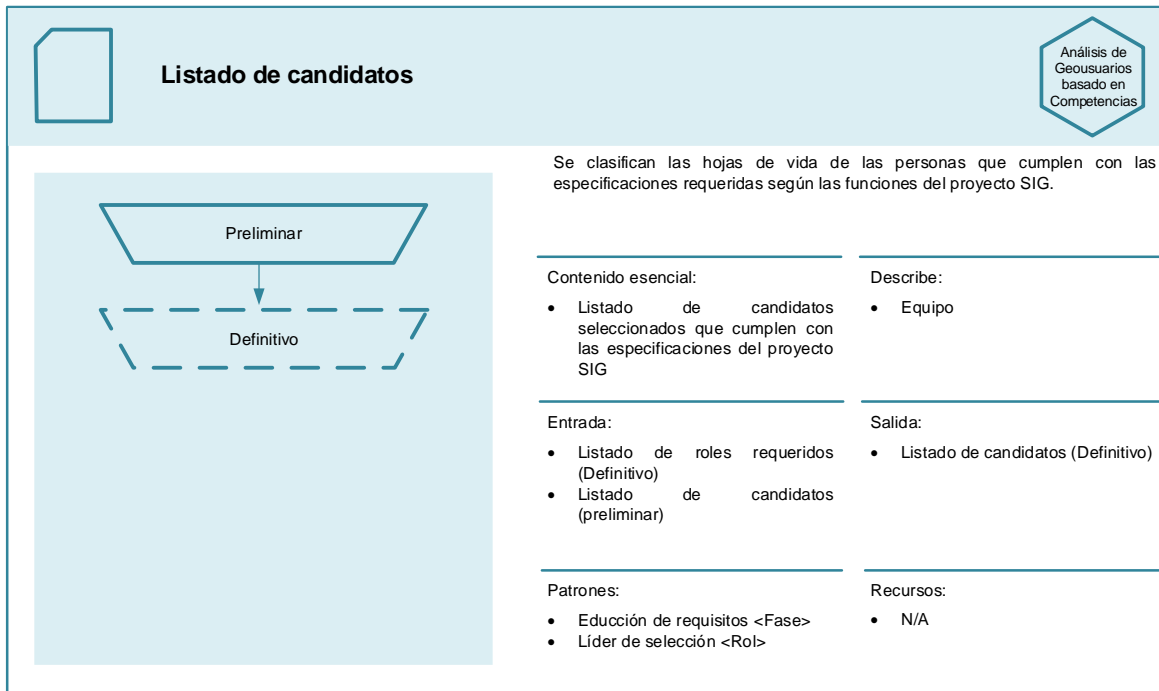 Listado de candidatos
Análisis de
Geousuarios
basado en
Competencias
Se clasifican las hojas de vida de las personas que cumplen con las
especificaciones requeridas según las funciones del proyecto SIG.
Preliminar
Definitivo
Contenido esencial:
• Listado de candidatos
seleccionados que cumplen con
las especificaciones del proyecto
SIG
Describe:
• Equipo
Entrada:
• Listado de roles requeridos
(Definitivo)
• Listado de candidatos
(preliminar)
Salida:
• Listado de candidatos (Definitivo)
Patrones:
• Educción de requisitos <Fase>
• Líder de selección <Rol>
Recursos:
• N/A